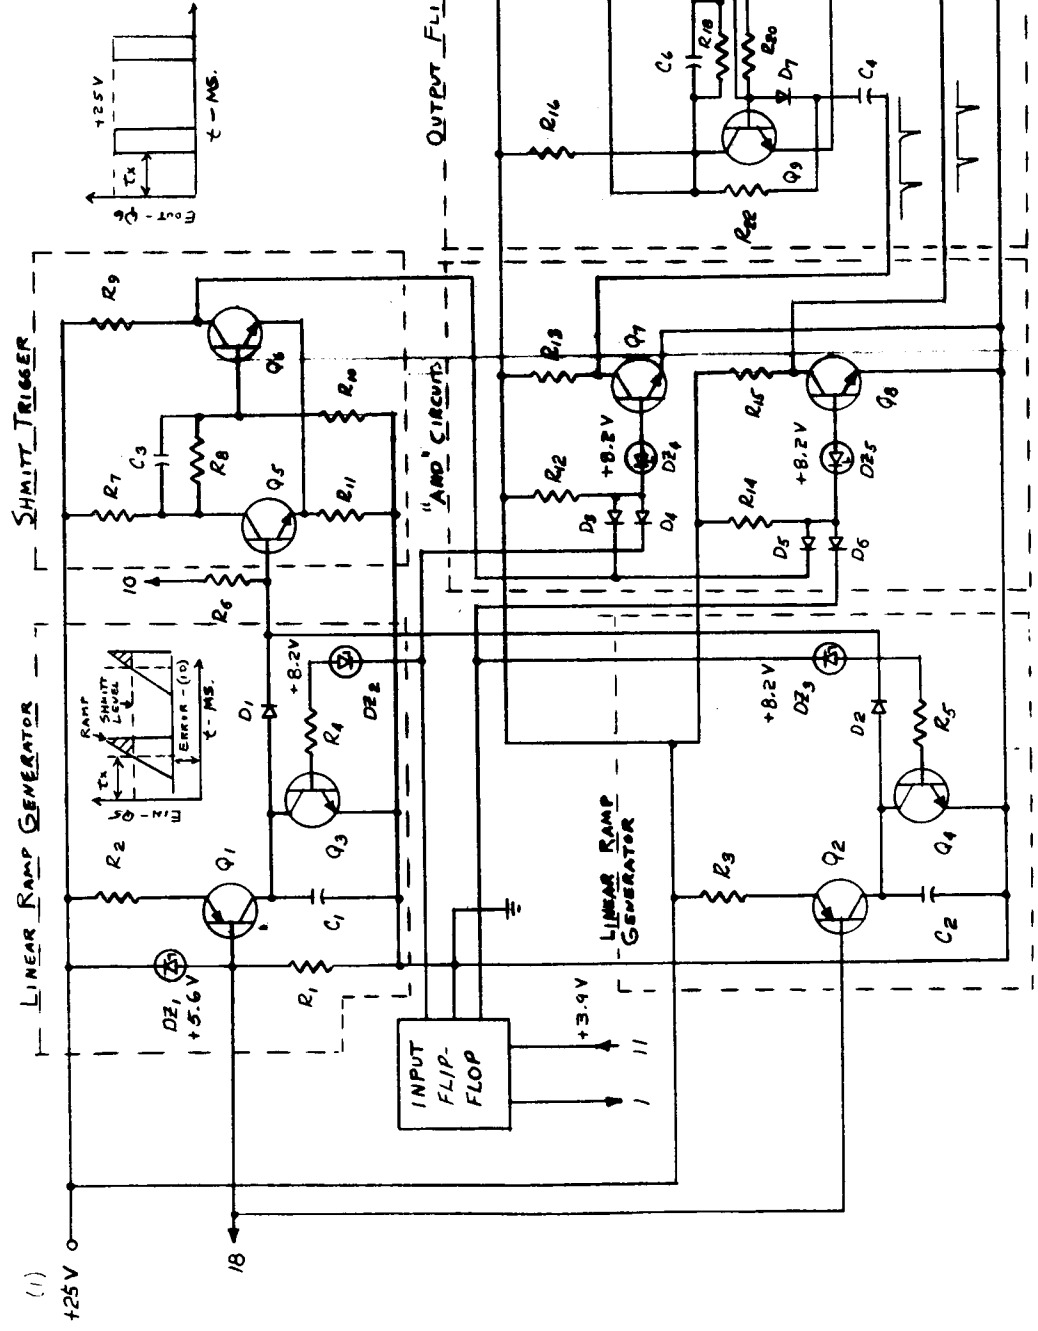 (1)
+25V
18
LINEAR RAMP GENERATOR
DZ1
+5.6V
R1
R2
Q1
C1
EIN-Q5
τx
RAMP
SHMITT
LEVEL
ERROR-(10)
t-MS.
D1
Q3
R4
+8.2V
DZ2
10
R6
SHMITT TRIGGER
R7
C3
R8
Q5
R11
R10
R9
Q6
EOUT-Q6
τx
+25V
t-MS.
INPUT
FLIP-
FLOP
+3.9V
1
11
LINEAR RAMP
GENERATOR
R3
Q2
C2
Q4
R5
D2
+8.2V
DZ3
"AND" CIRCUITS
R12
D3
D4
+8.2V
DZ4
R13
Q7
R14
D5
D6
+8.2V
DZ5
R15
Q8
OUTPUT FLI
R16
R22
Q9
C6
R18
R20
D7
C4